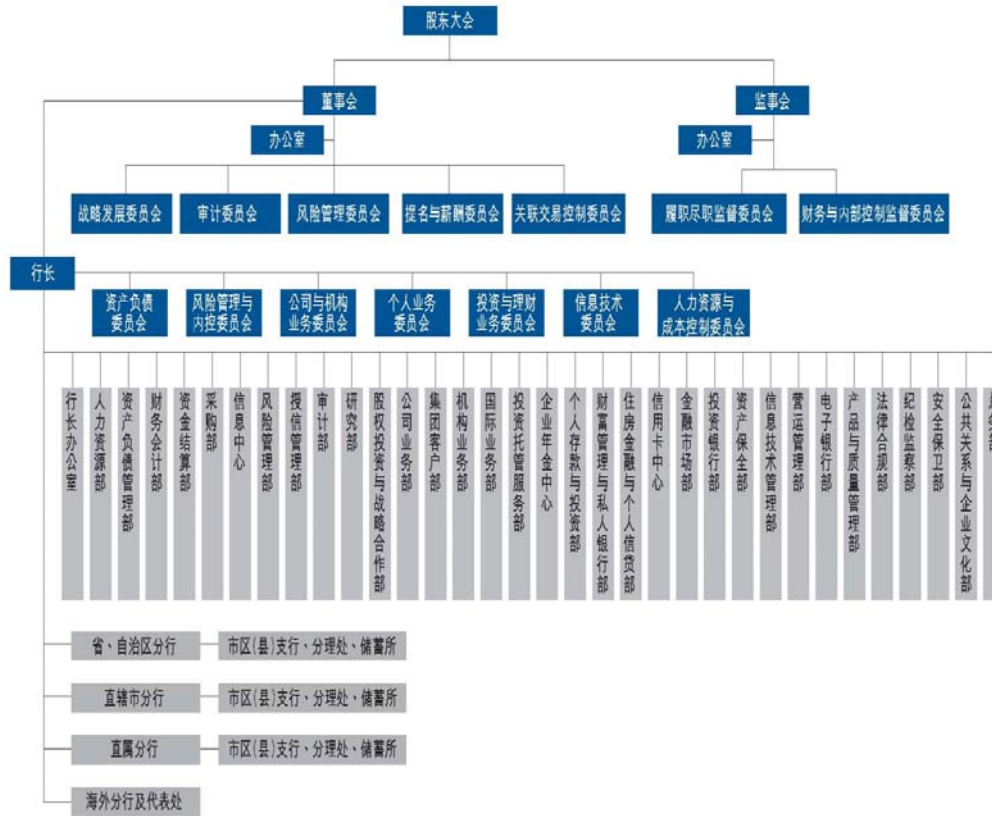 股东大会
董事会
监事会
办公室
办公室
战略发展委员会
审计委员会
风险管理委员会
提名与薪酬委员会
关联交易控制委员会
履职尽职监督委员会
财务与内部控制监督委员会
行长
资产负债
委员会
风险管理与
内控委员会
公司与机构
业务委员会
个人业务
委员会
投资与理财
业务委员会
信息技术
委员会
人力资源与
成本控制委员会
行长办公室
人力资源部
资产负债管理部
财务会计部
资金结算部
采购部
信息中心
风险管理部
授信管理部
审计部
研究部
股权投资与战略合作部
公司业务部
集团客户部
机构业务部
国际业务部
投资托管服务部
企业年金中心
个人存款与投资部
财富管理与私人银行部
住房金融与个人信贷部
信用卡中心
金融市场部
投资银行部
资产保全部
信息技术管理部
营运管理部
电子银行部
产品与质量管理部
法律合规部
纪检监察部
安全保卫部
公共关系与企业文化部
省、自治区分行
市区(县)支行、分理处、储蓄所
直辖市分行
市区(县)支行、分理处、储蓄所
直属分行
市区(县)支行、分理处、储蓄所
海外分行及代表处